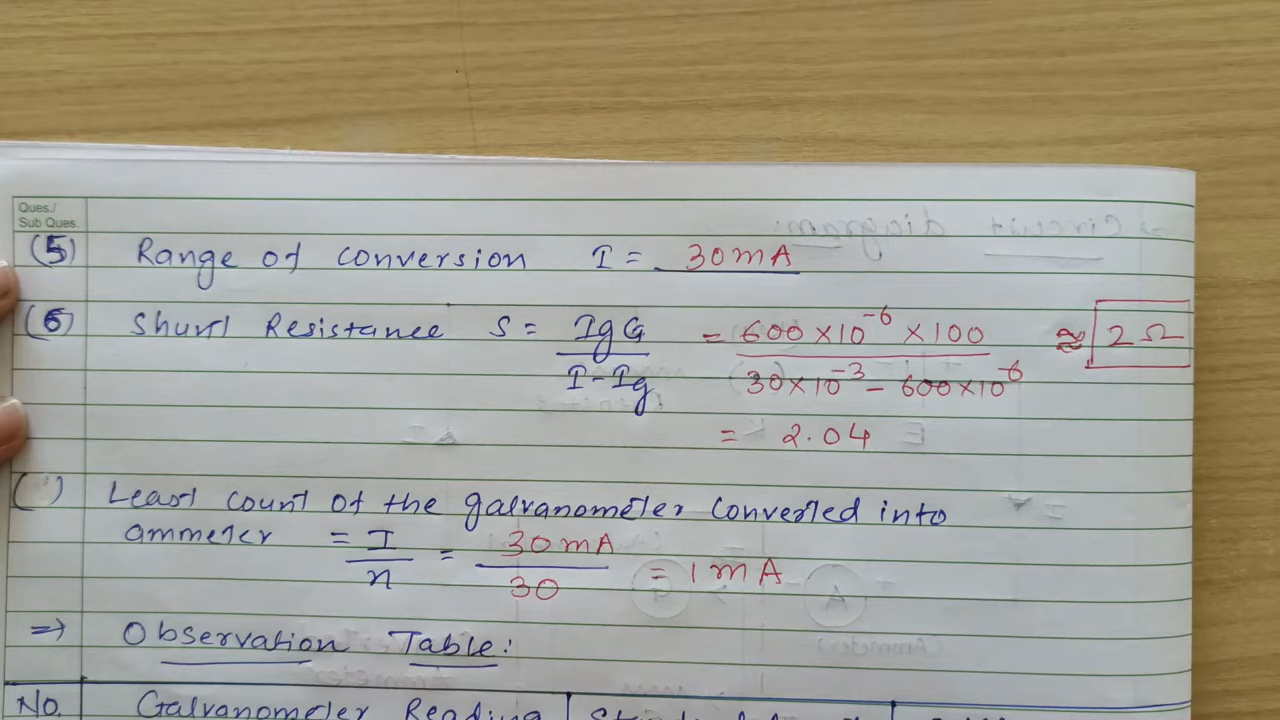 Ques./
Sub Ques.
(5) Range of conversion I = 30mA
(6) Shunt Resistance S = IgG / I-Ig = 600×10⁻⁶×100 / 30×10⁻³ - 600×10⁻⁶ ≈ 2Ω
= 2.04
( ) Least count of the galvanometer converted into
ammeter = I/n = 30mA/30 = 1mA
⇒ Observation Table:
No. Galvanometer Reading